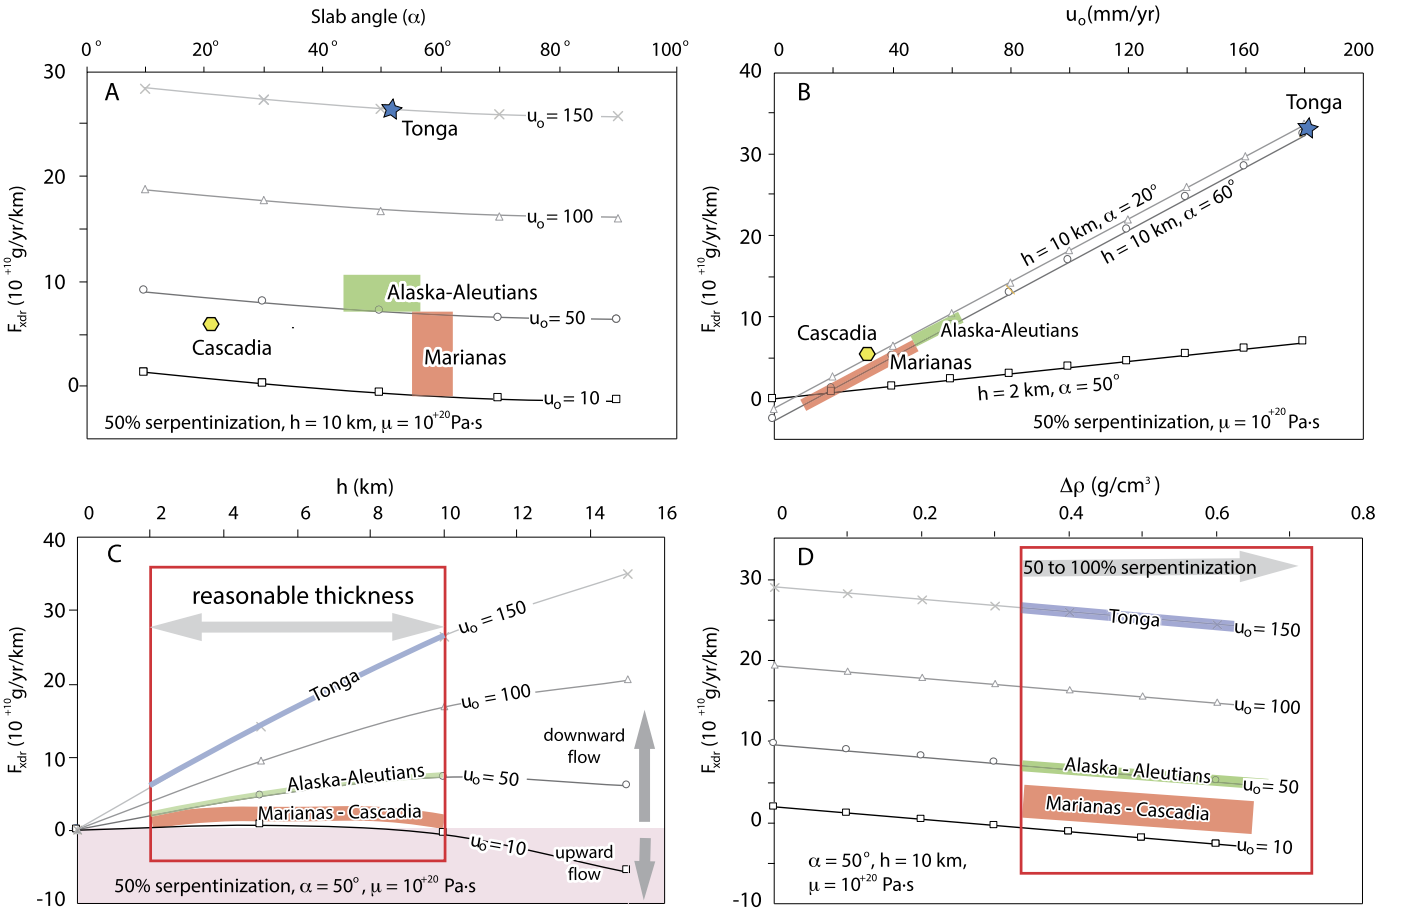 Slab angle (α)
0° 20° 40° 60° 80° 100°
30
20
10
0
Fxdr (10 +10 g/yr/km)
A
uo = 150
Tonga
uo = 100
Alaska-Aleutians
uo = 50
Cascadia
Marianas
uo = 10
50% serpentinization, h = 10 km, μ = 10+20 Pa·s
uo (mm/yr)
0 40 80 120 160 200
40
30
20
10
0
Fxdr (10 +10 g/yr/km)
B
Tonga
h = 10 km, α = 20°
h = 10 km, α = 60°
Cascadia
Alaska-Aleutians
Marianas
h = 2 km, α = 50°
50% serpentinization, μ = 10+20 Pa·s
h (km)
0 2 4 6 8 10 12 14 16
40
30
20
10
0
-10
Fxdr (10 +10 g/yr/km)
C
reasonable thickness
uo = 150
Tonga
uo = 100
downward
flow
Alaska-Aleutians
uo = 50
Marianas - Cascadia
uo = 10
upward
flow
50% serpentinization, α = 50°, μ = 10+20 Pa·s
Δρ (g/cm3)
0 0.2 0.4 0.6 0.8
30
20
10
0
-10
Fxdr (10 +10 g/yr/km)
D
50 to 100% serpentinization
Tonga
uo = 150
uo = 100
Alaska - Aleutians
uo = 50
Marianas - Cascadia
uo = 10
α = 50°, h = 10 km,
μ = 10+20 Pa·s